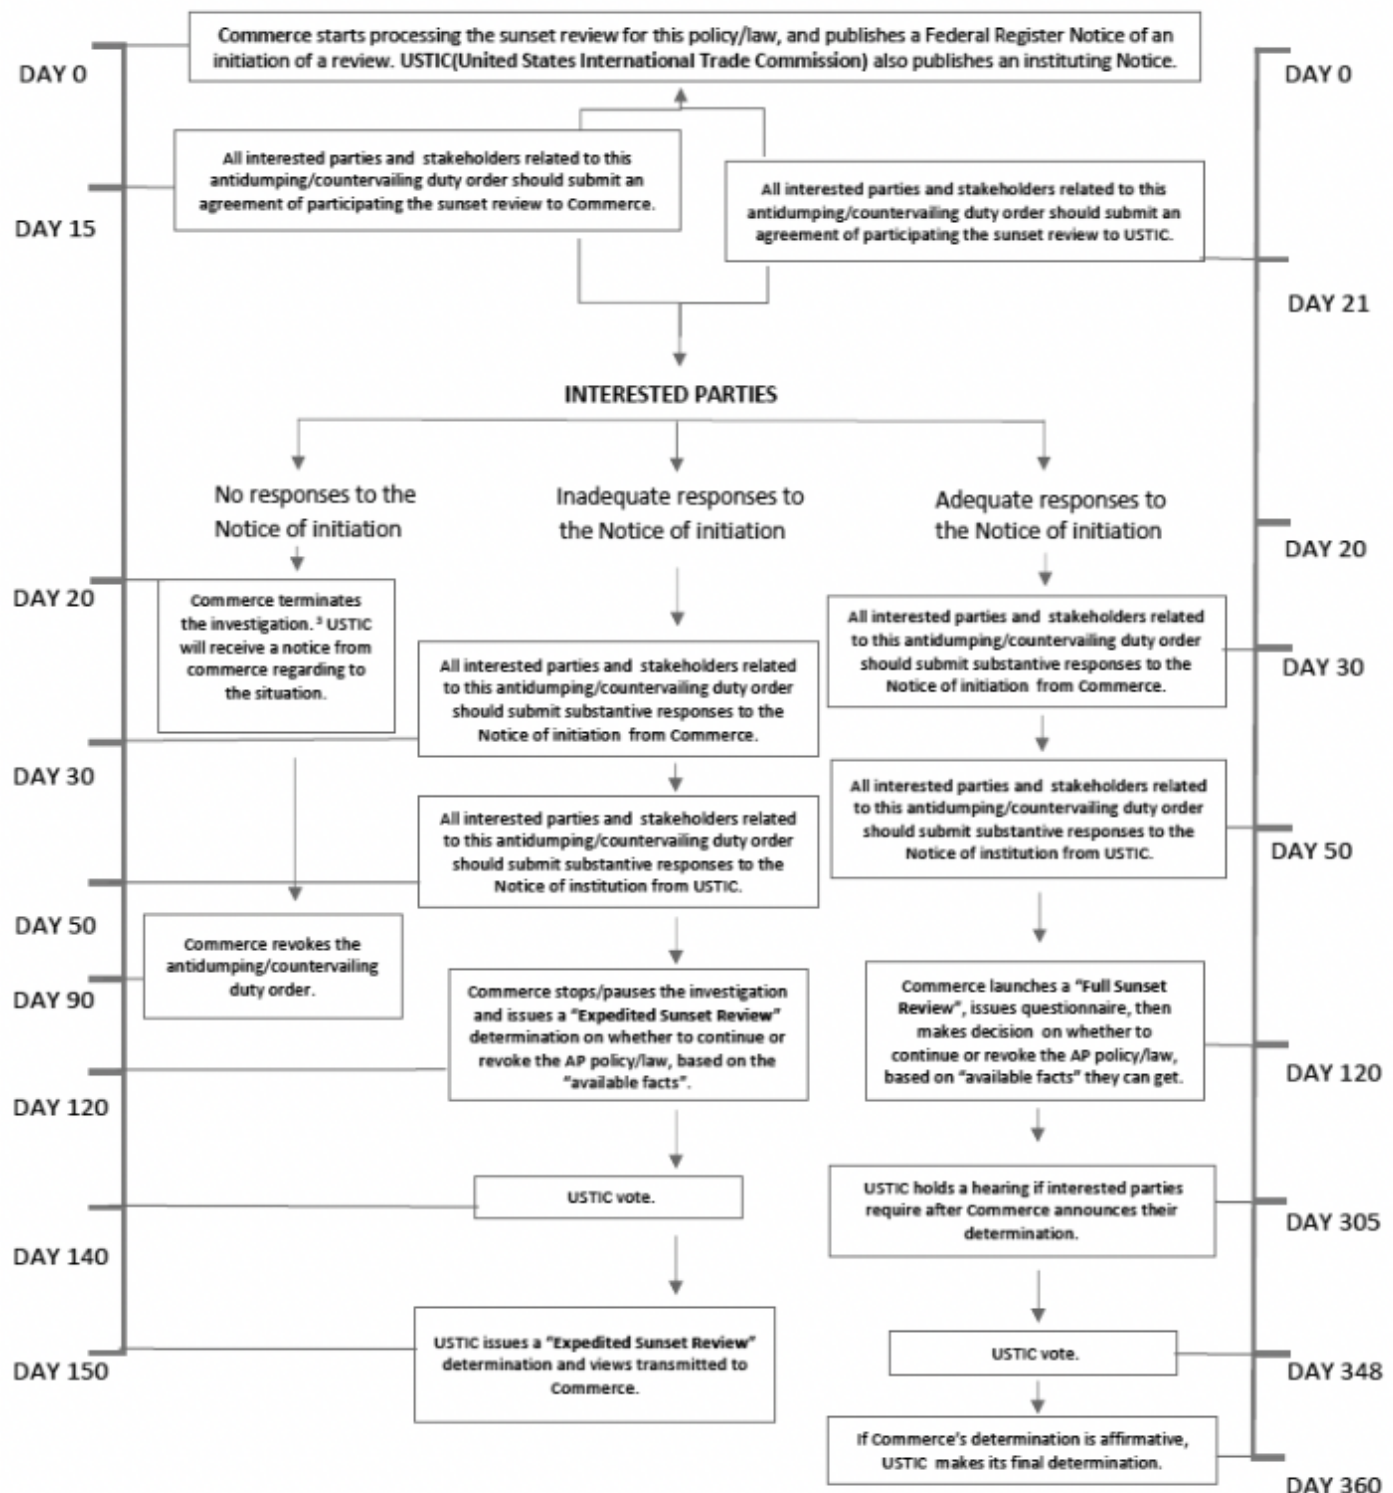 Commerce starts processing the sunset review for this policy/law, and publishes a Federal Register Notice of an
initiation of a review. USTIC(United States International Trade Commission) also publishes an instituting Notice.
DAY 0
DAY 0
All interested parties and stakeholders related to this
antidumping/countervailing duty order should submit an
agreement of participating the sunset review to Commerce.
DAY 15
All interested parties and stakeholders related to this
antidumping/countervailing duty order should submit an
agreement of participating the sunset review to USTIC.
DAY 21
INTERESTED PARTIES
No responses to the
Notice of initiation
Inadequate responses to
the Notice of initiation
Adequate responses to
the Notice of initiation
DAY 20
DAY 20
Commerce terminates
the investigation. ³ USTIC
will receive a notice from
commerce regarding to
the situation.
All interested parties and stakeholders related
to this antidumping/countervailing duty order
should submit substantive responses to the
Notice of initiation from Commerce.
All interested parties and stakeholders related
to this antidumping/countervailing duty order
should submit substantive responses to the
Notice of initiation from Commerce.
DAY 30
DAY 30
All interested parties and stakeholders related
to this antidumping/countervailing duty order
should submit substantive responses to the
Notice of institution from USTIC.
All interested parties and stakeholders related
to this antidumping/countervailing duty order
should submit substantive responses to the
Notice of institution from USTIC.
DAY 50
DAY 50
Commerce revokes the
antidumping/countervailing
duty order.
DAY 90
Commerce stops/pauses the investigation
and issues a “Expedited Sunset Review”
determination on whether to continue or
revoke the AP policy/law, based on the
“available facts”.
Commerce launches a “Full Sunset
Review”, issues questionnaire, then
makes decision on whether to
continue or revoke the AP policy/law,
based on “available facts” they can get.
DAY 120
DAY 120
USTIC vote.
DAY 140
USTIC holds a hearing if interested parties
require after Commerce announces their
determination.
DAY 305
USTIC issues a “Expedited Sunset Review”
determination and views transmitted to
Commerce.
DAY 150
USTIC vote.
DAY 348
If Commerce’s determination is affirmative,
USTIC makes its final determination.
DAY 360